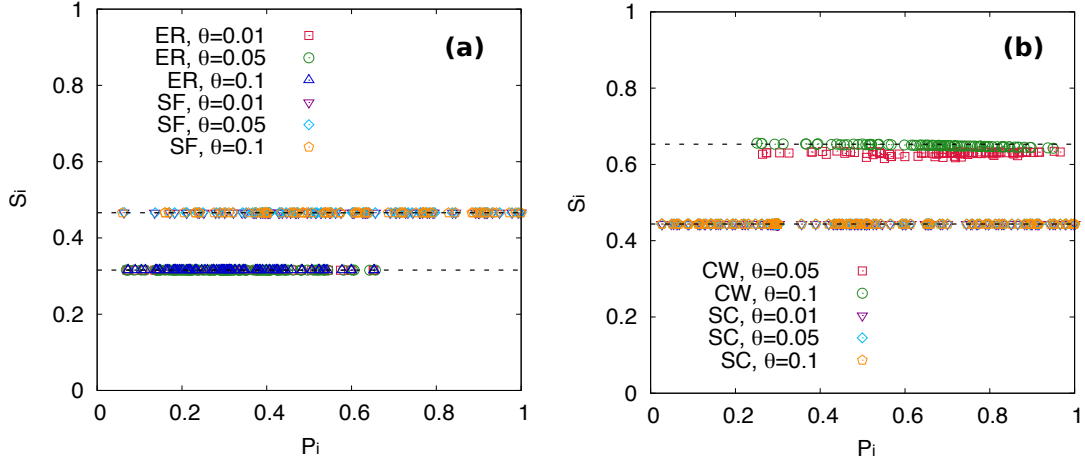 (a)
ER, θ=0.01
ER, θ=0.05
ER, θ=0.1
SF, θ=0.01
SF, θ=0.05
SF, θ=0.1
1
0.8
0.6
0.4
0.2
0
Si
0 0.2 0.4 0.6 0.8 1
Pi
(b)
1
0.8
0.6
0.4
0.2
0
Si
CW, θ=0.05
CW, θ=0.1
SC, θ=0.01
SC, θ=0.05
SC, θ=0.1
0 0.2 0.4 0.6 0.8 1
Pi